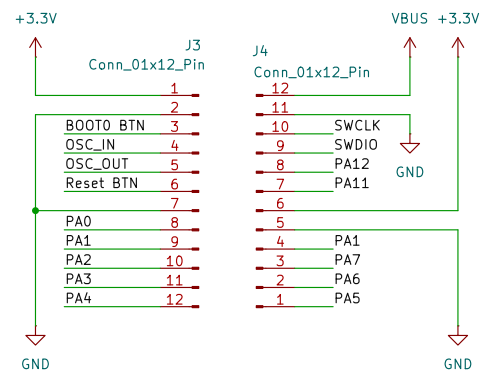 +3.3V
J3
Conn_01x12_Pin
1
2
BOOT0 BTN 3
OSC_IN 4
OSC_OUT 5
Reset BTN 6
7
PA0 8
PA1 9
PA2 10
PA3 11
PA4 12
GND
VBUS +3.3V
J4
Conn_01x12_Pin
12
11
10 SWCLK
9 SWDIO
8 PA12
7 PA11
6
5
4 PA1
3 PA7
2 PA6
1 PA5
GND
GND